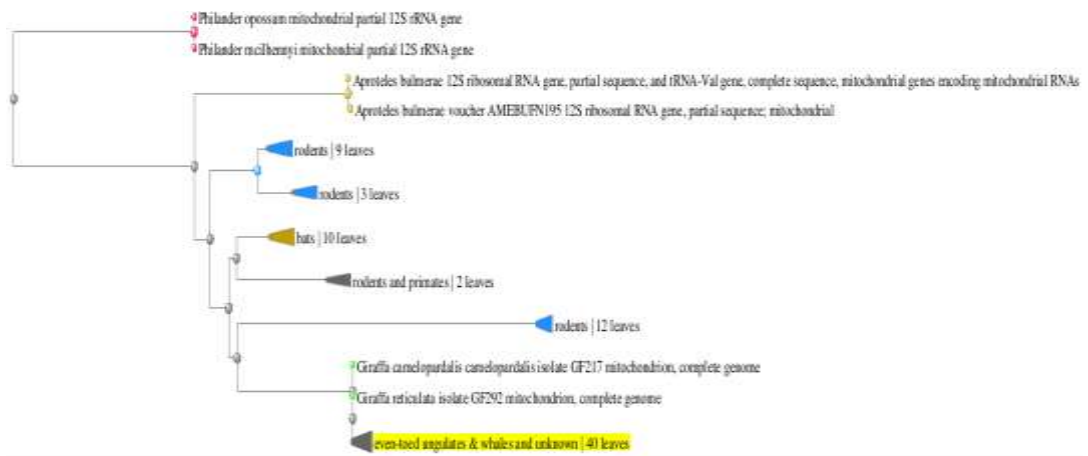 Philander opossum mitochondrial partial 12S rRNA gene
Philander mcilhennyi mitochondrial partial 12S rRNA gene
Aproteles bulmerae 12S ribosomal RNA gene, partial sequence, and tRNA-Val gene, complete sequence, mitochondrial genes encoding mitochondrial RNAs
Aproteles bulmerae voucher AMEBUFN195 12S ribosomal RNA gene, partial sequence; mitochondrial
rodents | 9 leaves
rodents | 3 leaves
bats | 10 leaves
rodents and primates | 2 leaves
rodents | 12 leaves
Giraffa camelopardalis camelopardalis isolate GF217 mitochondrion, complete genome
Giraffa reticulata isolate GF292 mitochondrion, complete genome
even-toed ungulates & whales and unknown | 40 leaves